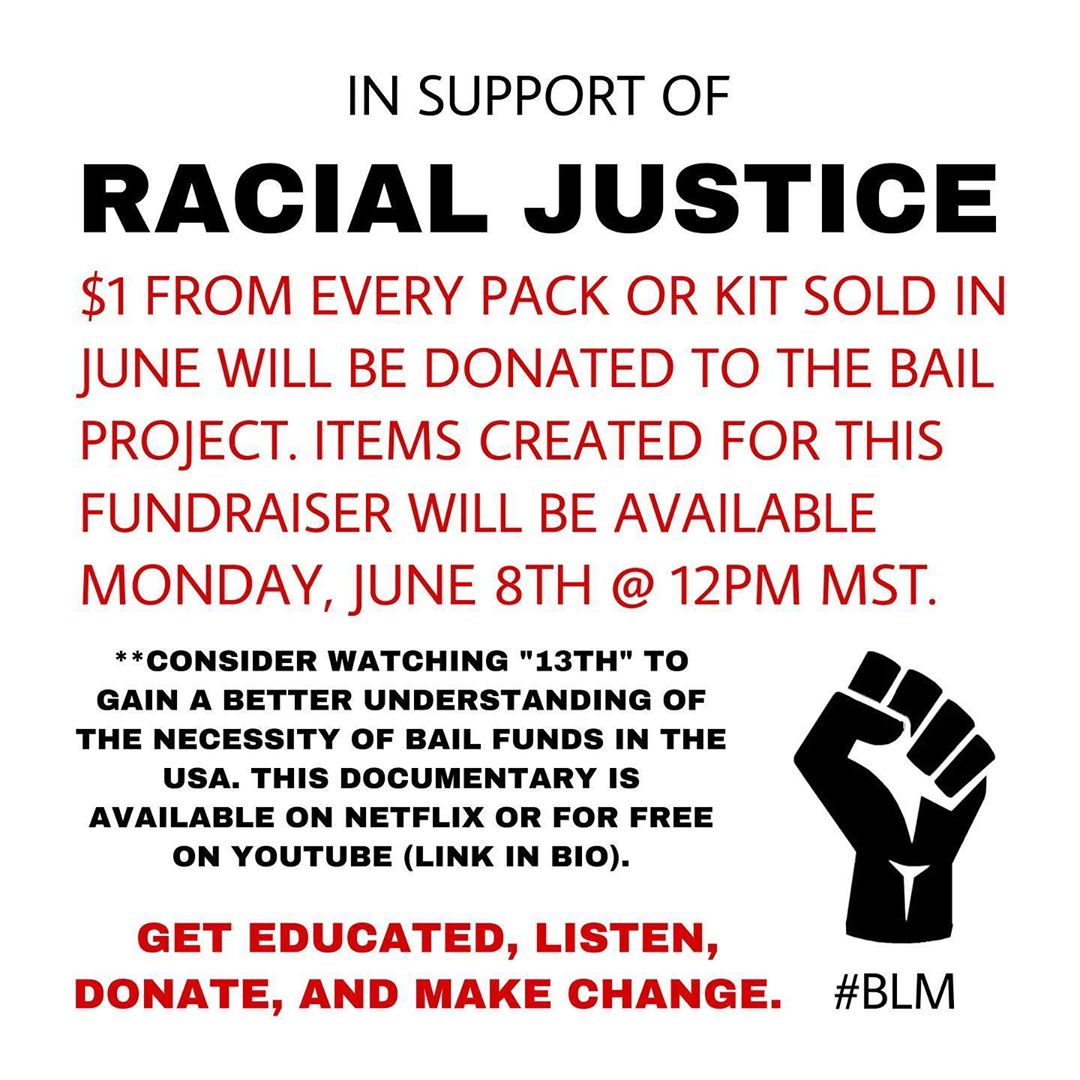 IN SUPPORT OF
RACIAL JUSTICE
$1 FROM EVERY PACK OR KIT SOLD IN
JUNE WILL BE DONATED TO THE BAIL
PROJECT. ITEMS CREATED FOR THIS
FUNDRAISER WILL BE AVAILABLE
MONDAY, JUNE 8TH @ 12PM MST.
**CONSIDER WATCHING "13TH" TO
GAIN A BETTER UNDERSTANDING OF
THE NECESSITY OF BAIL FUNDS IN THE
USA. THIS DOCUMENTARY IS
AVAILABLE ON NETFLIX OR FOR FREE
ON YOUTUBE (LINK IN BIO).
GET EDUCATED, LISTEN,
DONATE, AND MAKE CHANGE.
#BLM